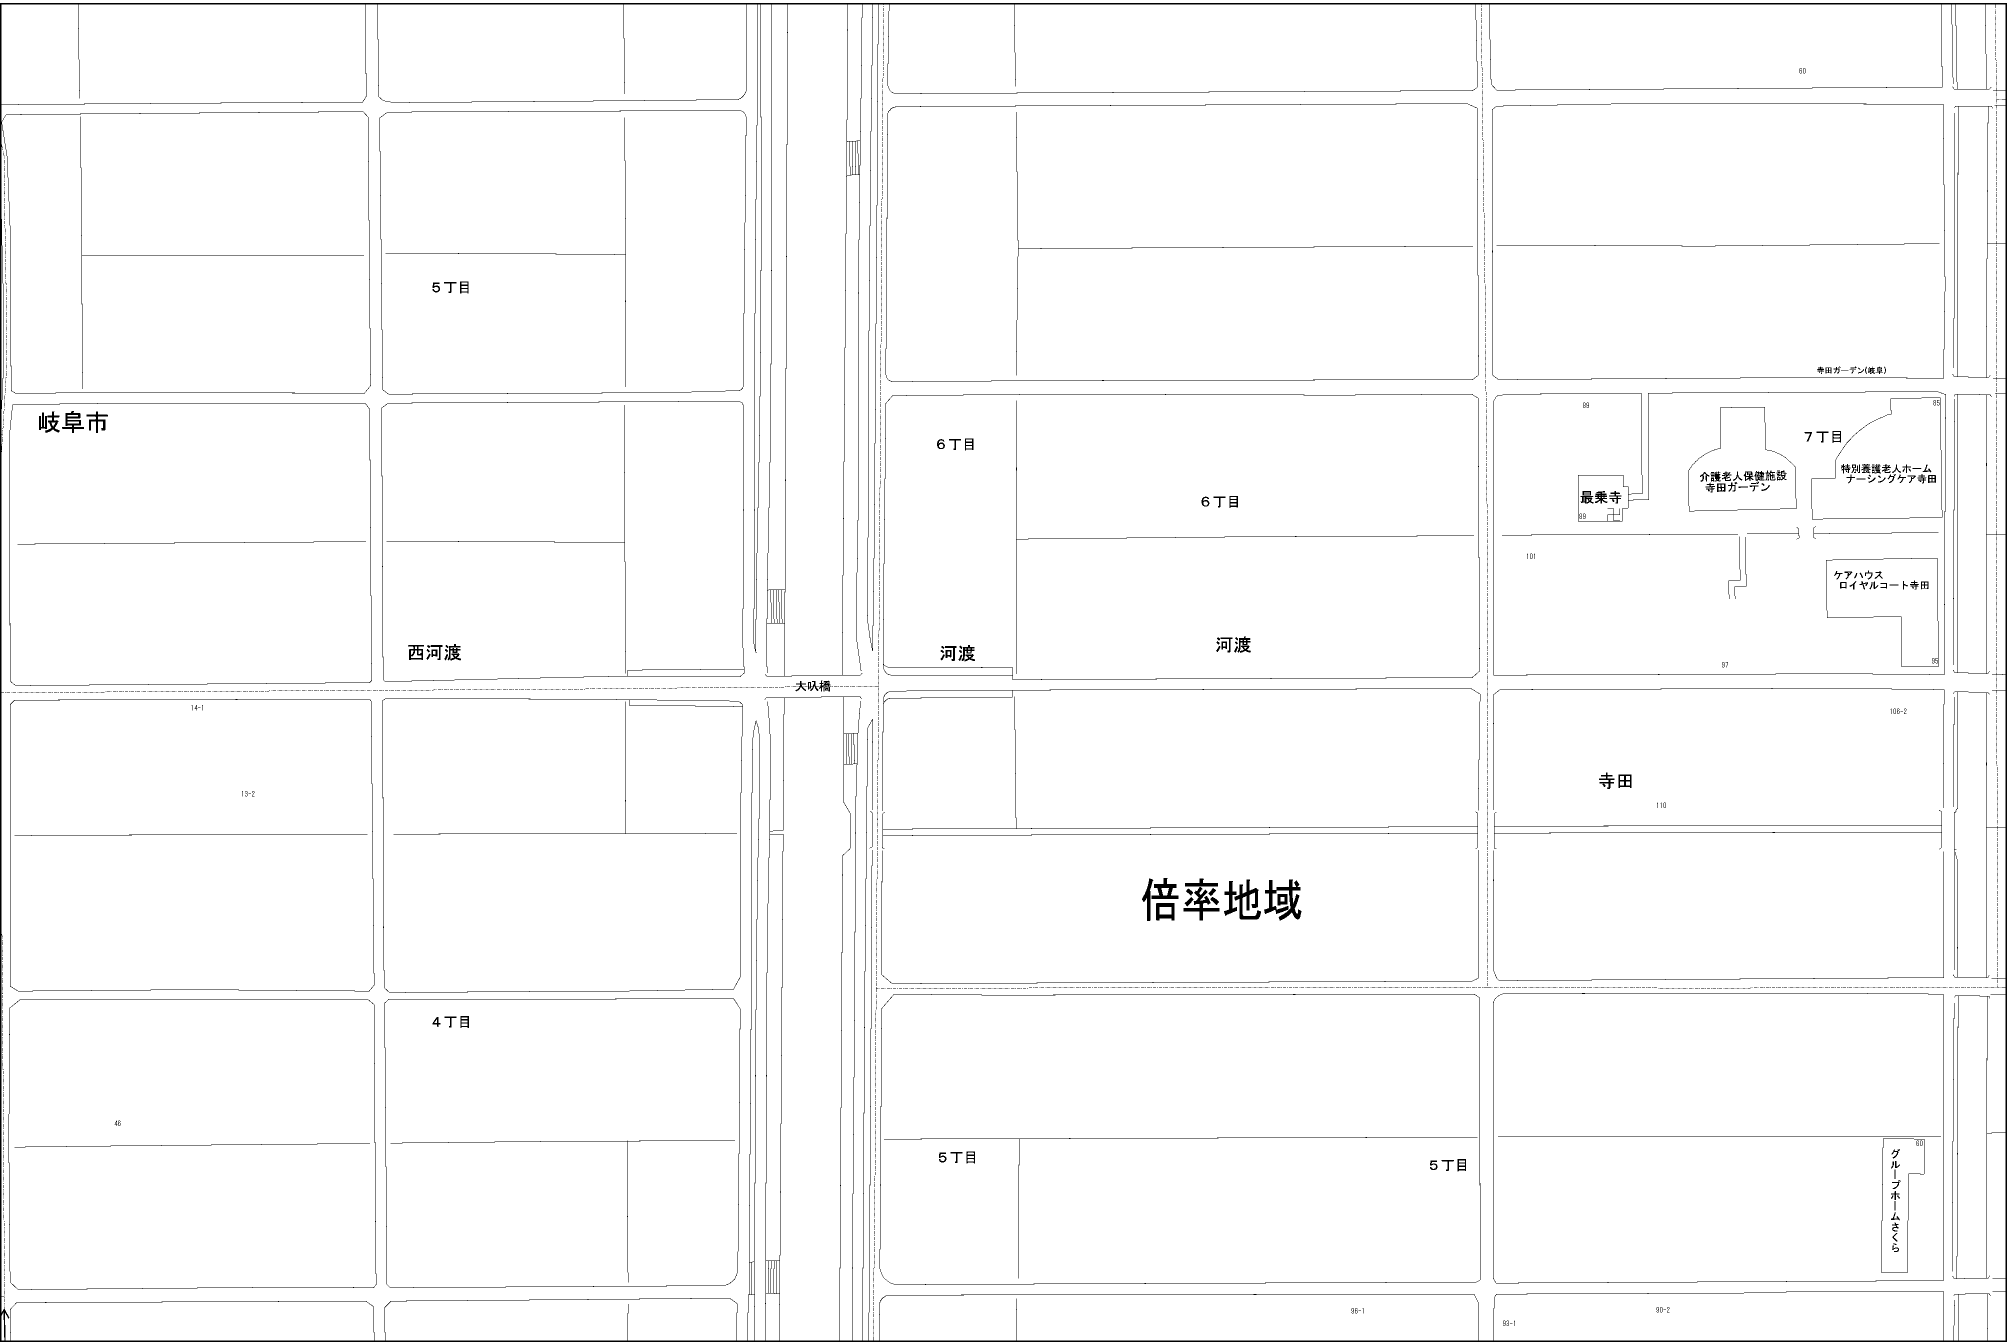 60
5丁目
寺田ガーデン(岐阜)
岐阜市
89
85
7丁目
6丁目
特別養護老人ホーム
ナーシングケア寺田
介護老人保健施設
寺田ガーデン
最乗寺
6丁目
89
101
ケアハウス
ロイヤルコート寺田
西河渡
河渡
河渡
97
95
大吹橋
14-1
106-2
寺田
13-2
110
倍率地域
4丁目
46
5丁目
5丁目
60
グループホームさくら
96-1
90-2
93-1